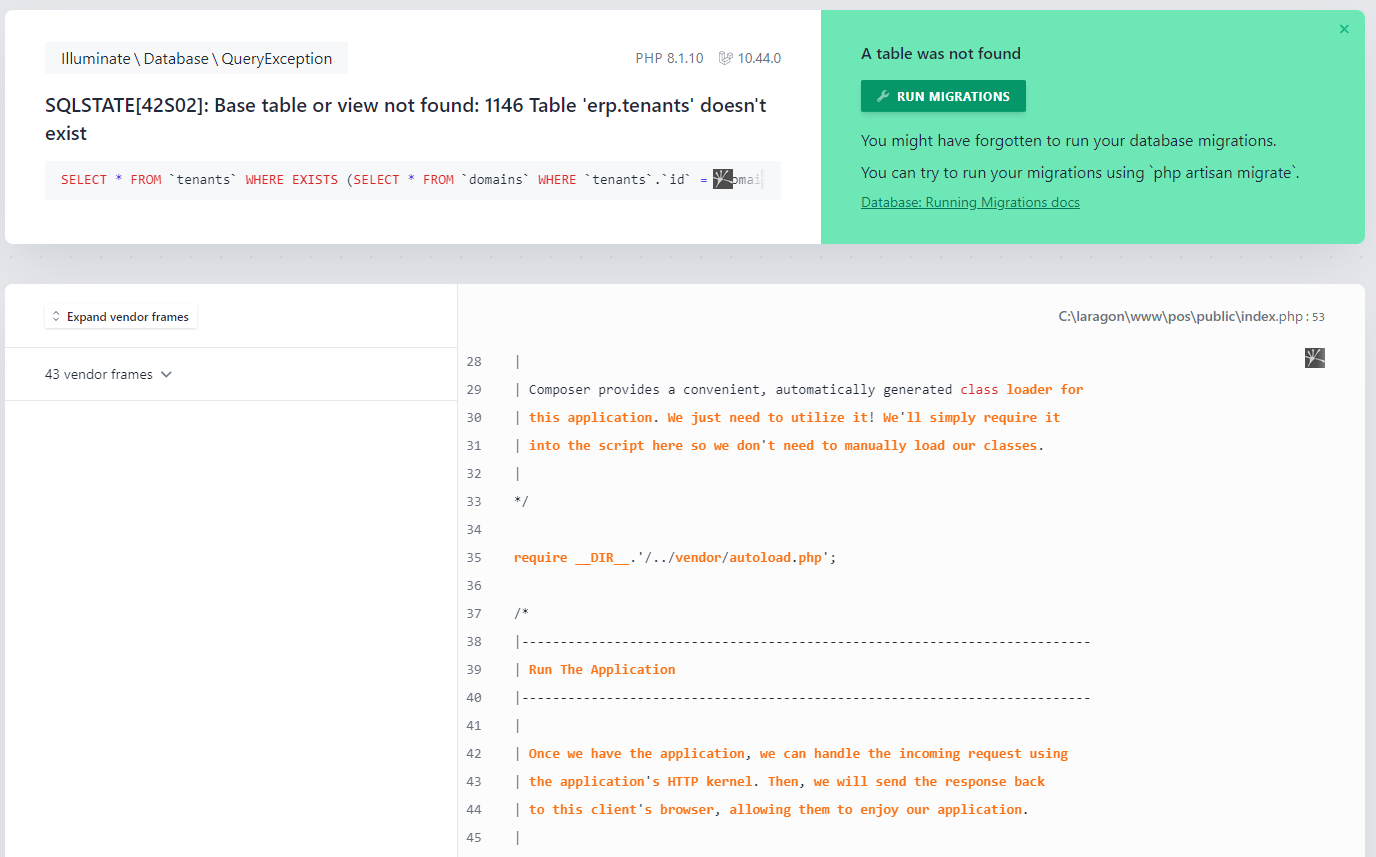 Illuminate \ Database \ QueryException
PHP 8.1.10 10.44.0
SQLSTATE[42S02]: Base table or view not found: 1146 Table 'erp.tenants' doesn't
exist
SELECT * FROM `tenants` WHERE EXISTS (SELECT * FROM `domains` WHERE `tenants`.`id` =
A table was not found
RUN MIGRATIONS
You might have forgotten to run your database migrations.
You can try to run your migrations using `php artisan migrate`.
Database: Running Migrations docs
Expand vendor frames
43 vendor frames
C:\laragon\www\pos\public\index.php : 53
28 |
29 | Composer provides a convenient, automatically generated class loader for
30 | this application. We just need to utilize it! We'll simply require it
31 | into the script here so we don't need to manually load our classes.
32 |
33 */
34
35 require __DIR__.'/../vendor/autoload.php';
36
37 /*
38 |--------------------------------------------------------------------------
39 | Run The Application
40 |--------------------------------------------------------------------------
41 |
42 | Once we have the application, we can handle the incoming request using
43 | the application's HTTP kernel. Then, we will send the response back
44 | to this client's browser, allowing them to enjoy our application.
45 |